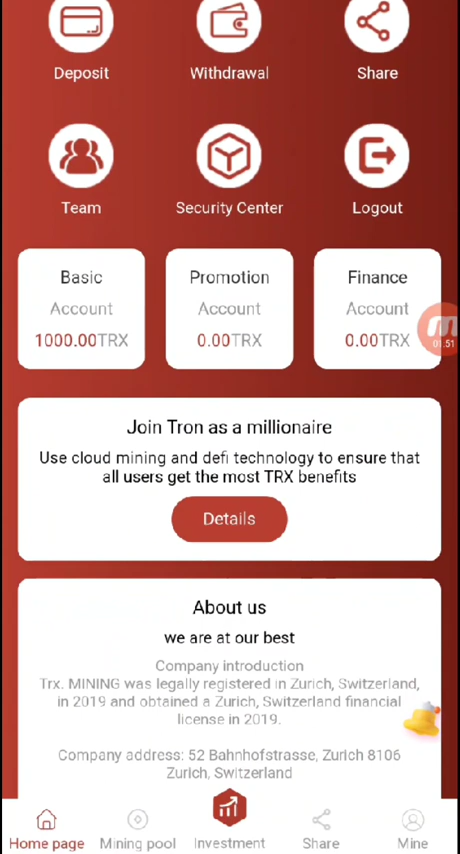 Deposit Withdrawal Share
Team Security Center Logout
Basic Promotion Finance
Account Account Account
1000.00TRX 0.00TRX 0.00TRX
01:51
Join Tron as a millionaire
Use cloud mining and defi technology to ensure that
all users get the most TRX benefits
Details
About us
we are at our best
Company introduction
Trx. MINING was legally registered in Zurich, Switzerland,
in 2019 and obtained a Zurich, Switzerland financial
license in 2019.
Company address: 52 Bahnhofstrasse, Zurich 8106
Zurich, Switzerland
Home page Mining pool Investment Share Mine